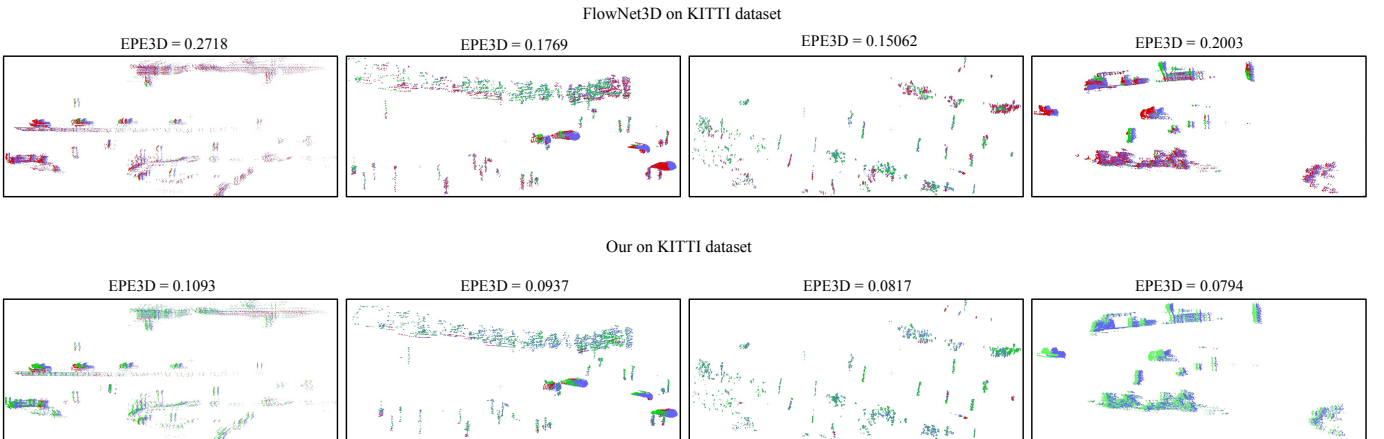 FlowNet3D on KITTI dataset
EPE3D = 0.2718
EPE3D = 0.1769
EPE3D = 0.15062
EPE3D = 0.2003
Our on KITTI dataset
EPE3D = 0.1093
EPE3D = 0.0937
EPE3D = 0.0817
EPE3D = 0.0794